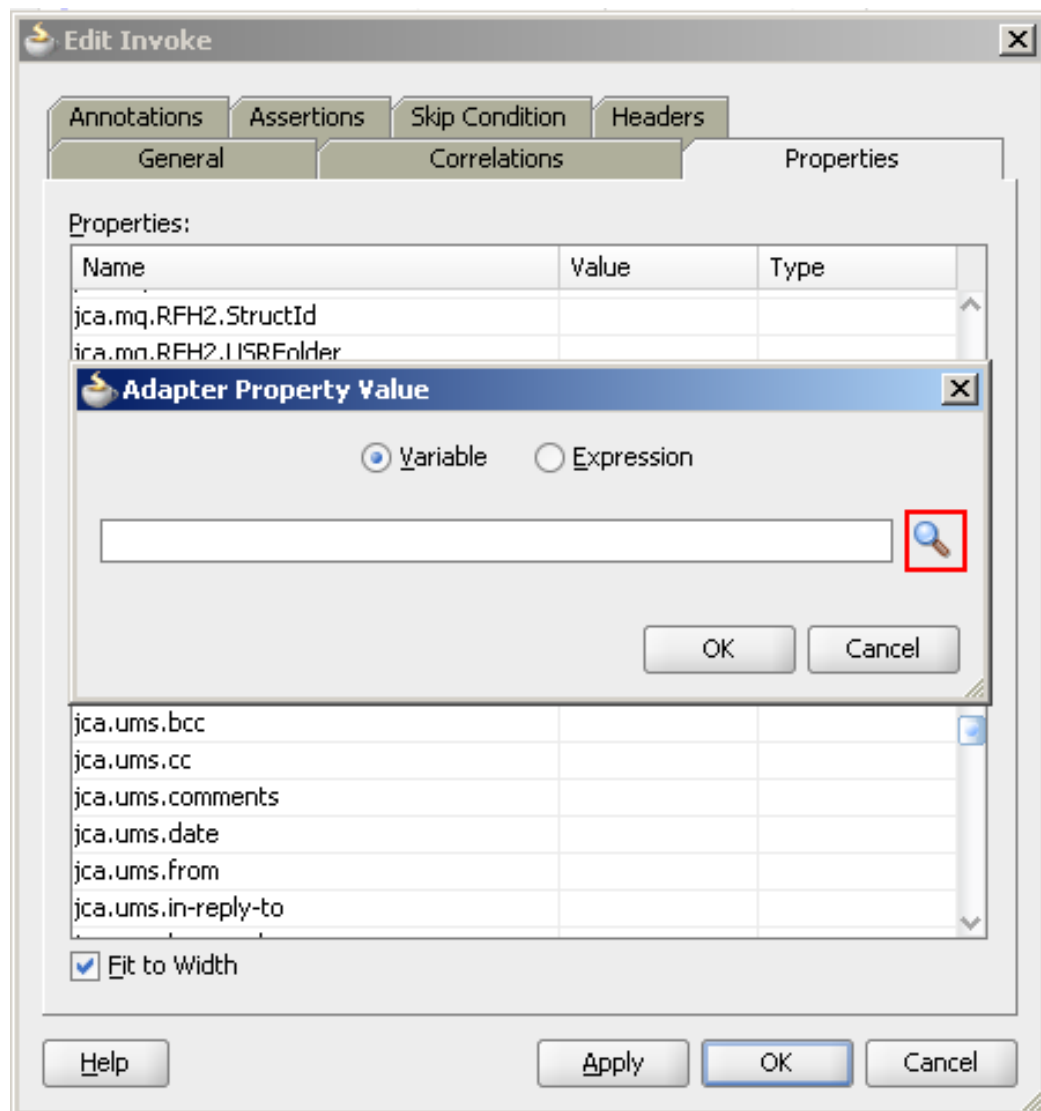 Edit Invoke
Annotations Assertions Skip Condition Headers
General Correlations Properties
Properties:
Name Value Type
jca.mq.RFH2.StructId
jca.mq.RFH2.USRFolder
Adapter Property Value
Variable Expression
OK Cancel
jca.ums.bcc
jca.ums.cc
jca.ums.comments
jca.ums.date
jca.ums.from
jca.ums.in-reply-to
Fit to Width
Help Apply OK Cancel